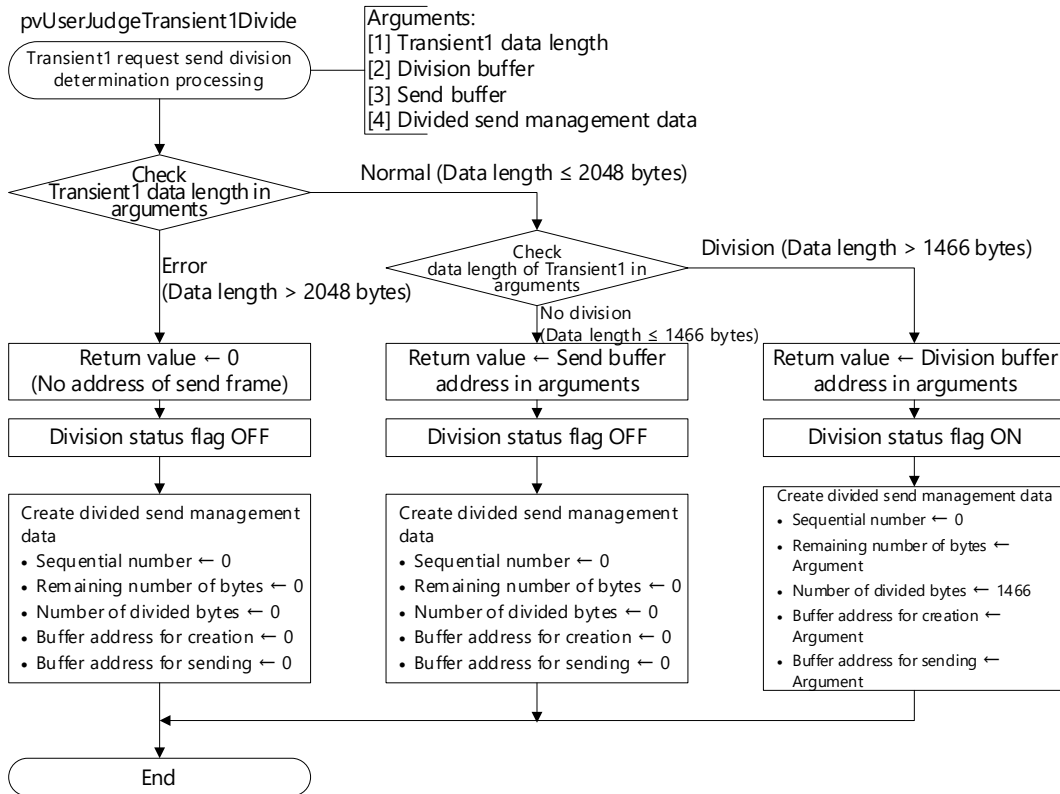 pvUserJudgeTransient1Divide
Transient1 request send division
determination processing
Arguments:
[1] Transient1 data length
[2] Division buffer
[3] Send buffer
[4] Divided send management data
Check
Transient1 data length in
arguments
Normal (Data length ≤ 2048 bytes)
Error
(Data length > 2048 bytes)
Check
data length of Transient1 in
arguments
Division (Data length > 1466 bytes)
No division
(Data length ≤ 1466 bytes)
Return value ← 0
(No address of send frame)
Return value ← Send buffer
address in arguments
Return value ← Division buffer
address in arguments
Division status flag OFF
Division status flag OFF
Division status flag ON
Create divided send management
data
• Sequential number ← 0
• Remaining number of bytes ← 0
• Number of divided bytes ← 0
• Buffer address for creation ← 0
• Buffer address for sending ← 0
Create divided send management
data
• Sequential number ← 0
• Remaining number of bytes ← 0
• Number of divided bytes ← 0
• Buffer address for creation ← 0
• Buffer address for sending ← 0
Create divided send management data
• Sequential number ← 0
• Remaining number of bytes ←
Argument
• Number of divided bytes ← 1466
• Buffer address for creation ←
Argument
• Buffer address for sending ←
Argument
End